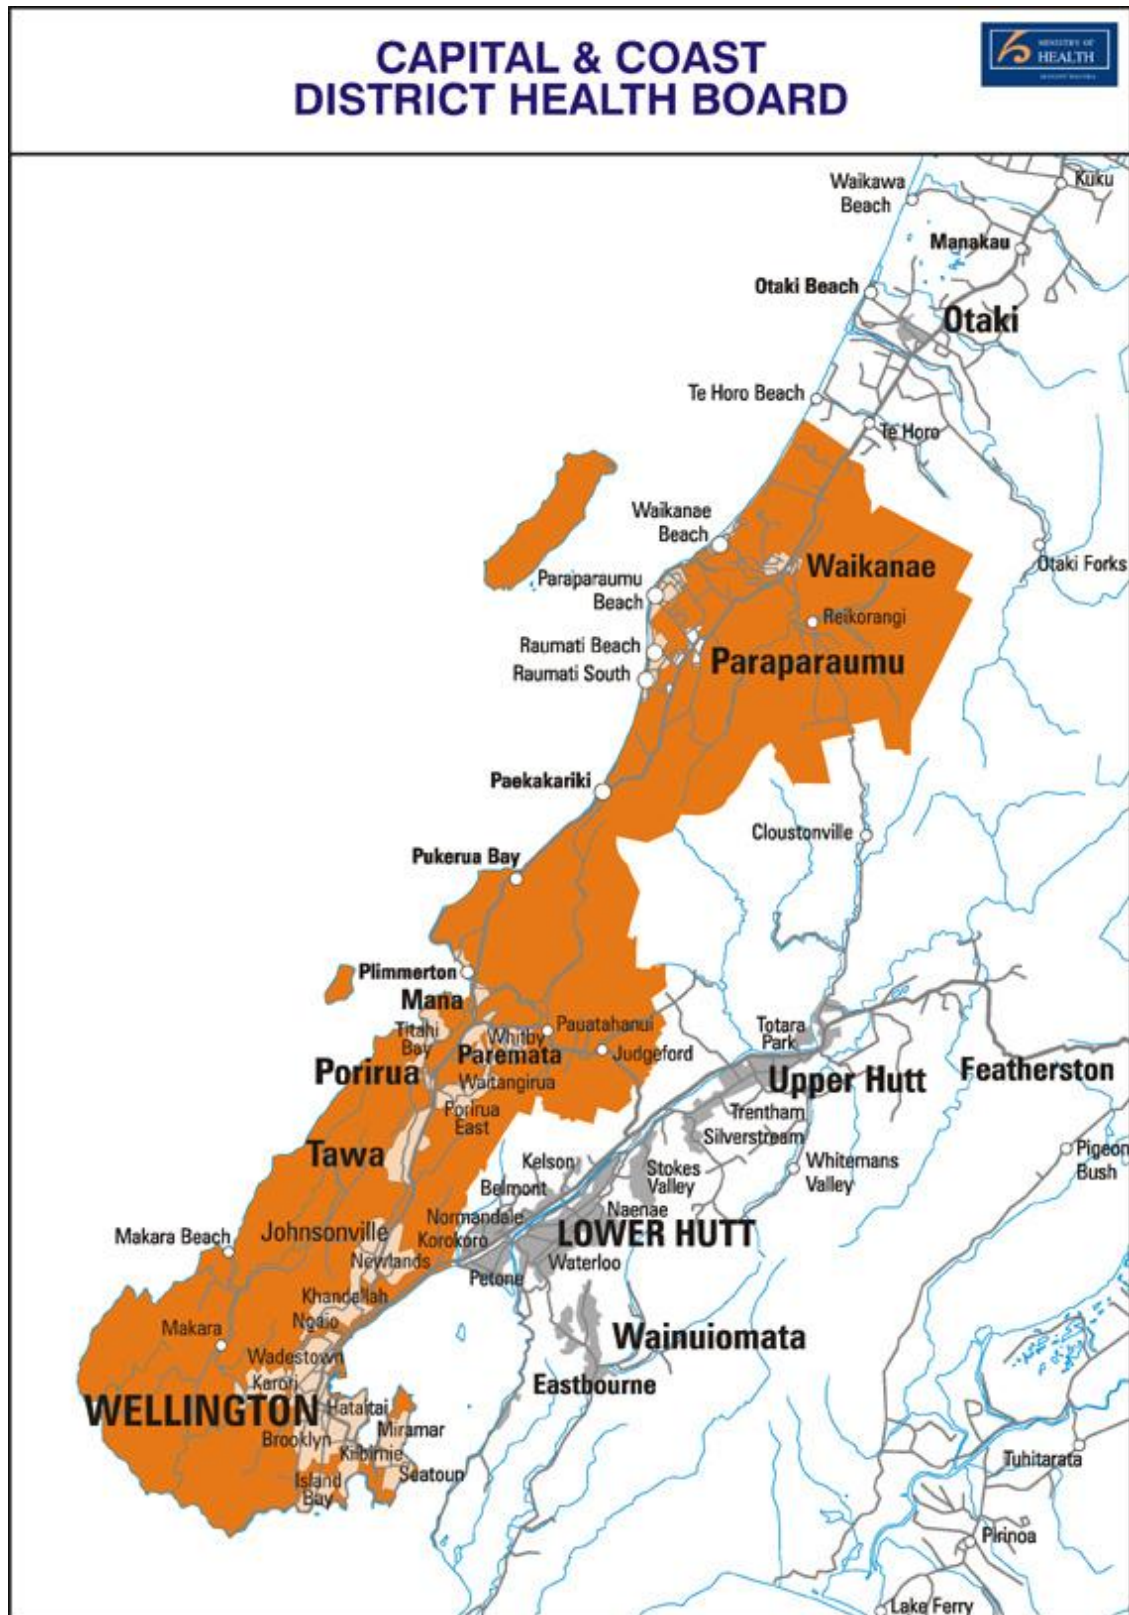 CAPITAL & COAST
DISTRICT HEALTH BOARD
MINISTRY OF
HEALTH
Waikawa
Beach
Kuku
Manakau
Otaki Beach
Otaki
Te Horo Beach
Te Horo
Waikanae
Beach
Waikanae
Otaki Forks
Paraparaumu
Beach
Reikorangi
Raumati Beach
Paraparaumu
Raumati South
Paekakariki
Cloustonville
Pukerua Bay
Plimmerton
Mana
Titahi
Bay
Whitby
Pauatahanui
Totara
Park
Paremata
Judgeford
Porirua
Waitangirua
Upper Hutt
Featherston
Porirua
East
Trentham
Silverstream
Tawa
Kelson
Stokes
Valley
Whitemans
Valley
Pigeon
Bush
Belmont
Naenae
Normandale
Johnsonville
Makara Beach
Korokoro
LOWER HUTT
Newlands
Petone
Waterloo
Khandallah
Ngaio
Makara
Wainuiomata
Wadestown
Karori
Eastbourne
WELLINGTON
Hataitai
Miramar
Brooklyn
Kilbirnie
Seatoun
Island
Bay
Tuhitarata
Pirinoa
Lake Ferry